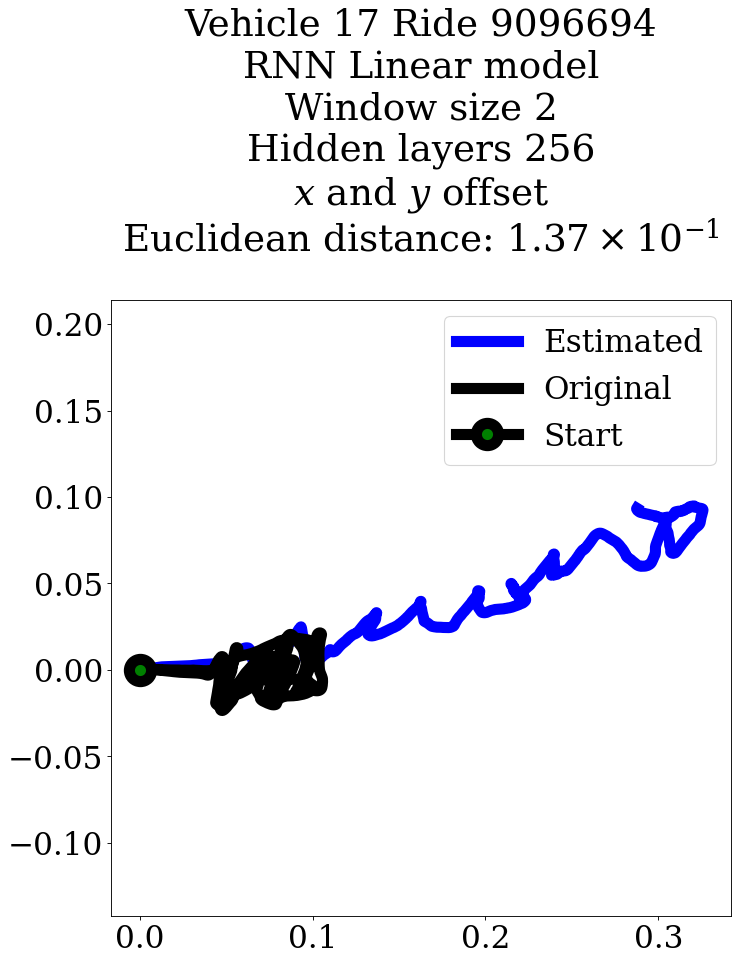 Vehicle 17 Ride 9096694
RNN Linear model
Window size 2
Hidden layers 256
x and y offset
Euclidean distance: 1.37 × 10⁻¹
Estimated
Original
Start
0.20
0.15
0.10
0.05
0.00
−0.05
−0.10
0.0 0.1 0.2 0.3